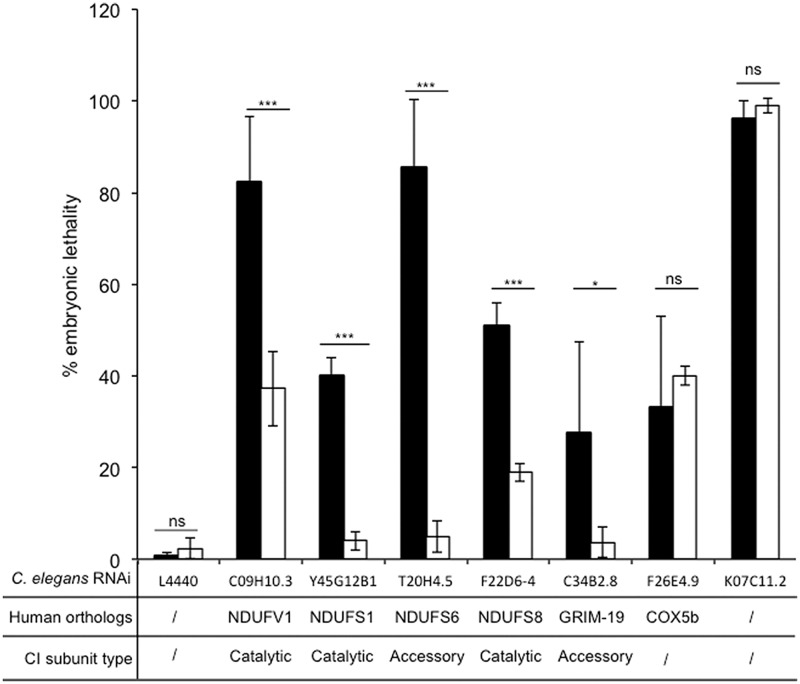 120
100
80
60
40
20
0
% embryonic lethality
ns
***
***
***
***
*
ns
ns
C. elegans RNAi L4440 C09H10.3 Y45G12B1 T20H4.5 F22D6-4 C34B2.8 F26E4.9 K07C11.2
Human orthologs / NDUFV1 NDUFS1 NDUFS6 NDUFS8 GRIM-19 COX5b /
CI subunit type / Catalytic Catalytic Accessory Catalytic Accessory / /